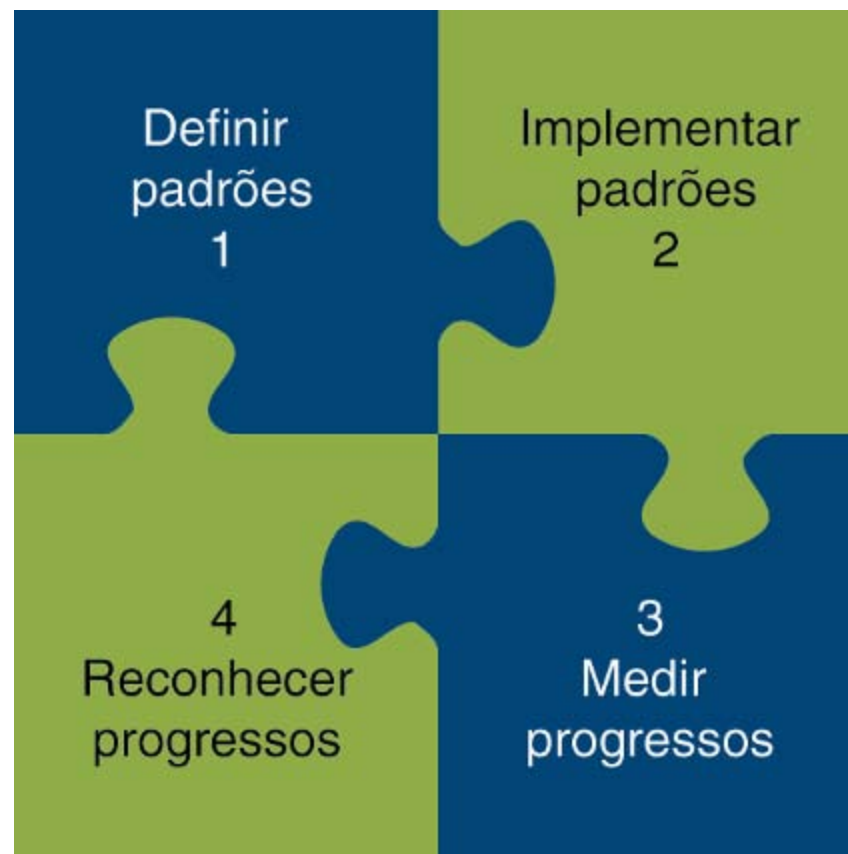 Definir
padrões
1
Implementar
padrões
2
3
Medir
progressos
4
Reconhecer
progressos